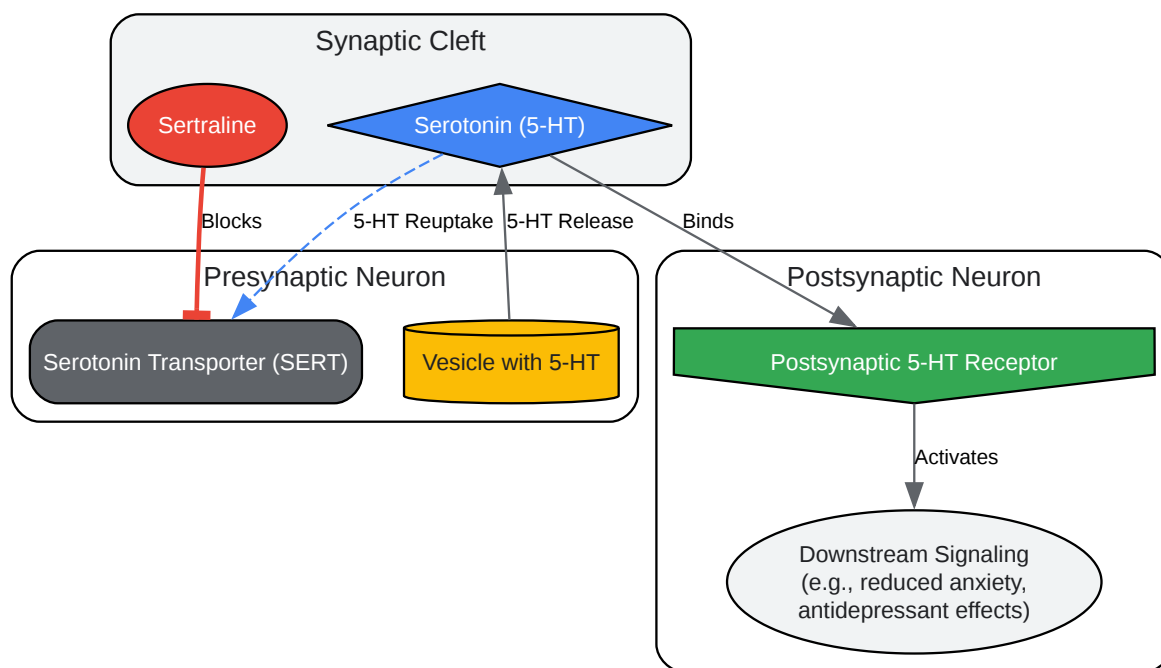 Synaptic Cleft
Sertraline
Serotonin (5-HT)
Blocks
5-HT Reuptake
5-HT Release
Binds
Presynaptic Neuron
Postsynaptic Neuron
Serotonin Transporter (SERT)
Vesicle with 5-HT
Postsynaptic 5-HT Receptor
Activates
Downstream Signaling
(e.g., reduced anxiety,
antidepressant effects)